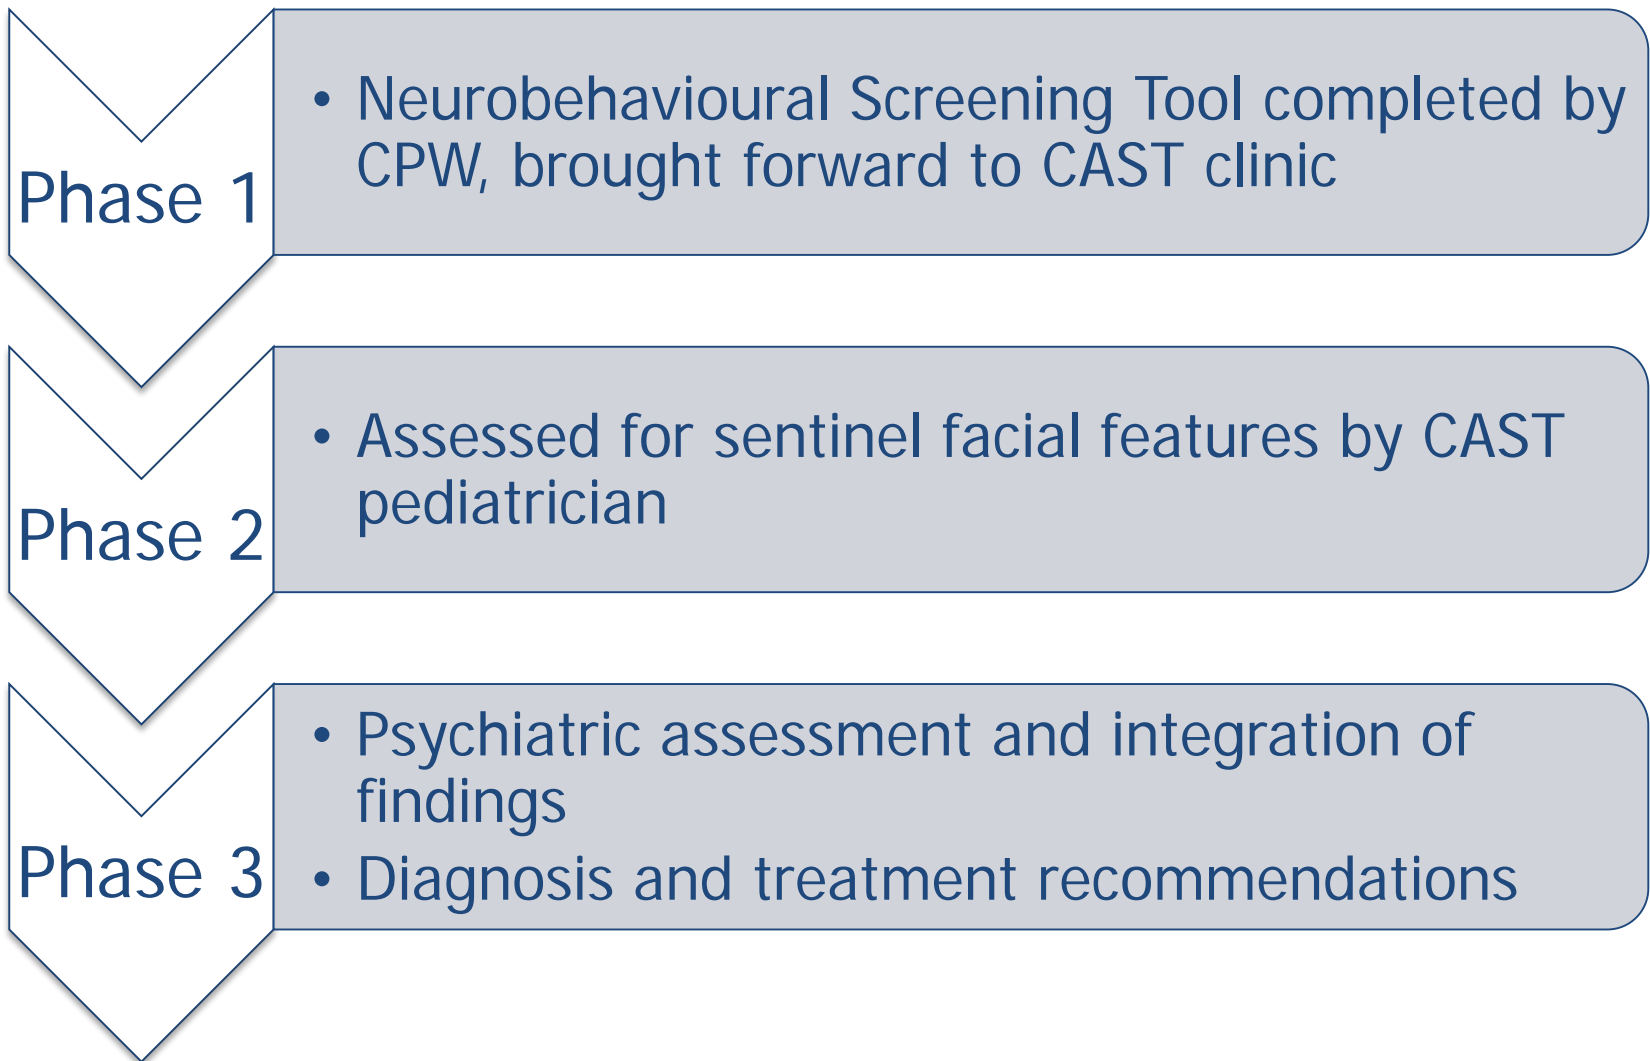 Phase 1
• Neurobehavioural Screening Tool completed by
CPW, brought forward to CAST clinic
Phase 2
• Assessed for sentinel facial features by CAST
pediatrician
Phase 3
• Psychiatric assessment and integration of
findings
• Diagnosis and treatment recommendations